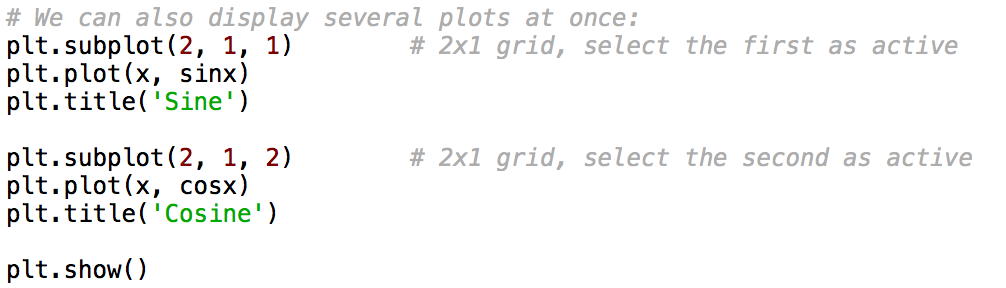 # We can also display several plots at once:
plt.subplot(2, 1, 1)        # 2x1 grid, select the first as active
plt.plot(x, sinx)
plt.title('Sine')

plt.subplot(2, 1, 2)        # 2x1 grid, select the second as active
plt.plot(x, cosx)
plt.title('Cosine')

plt.show()